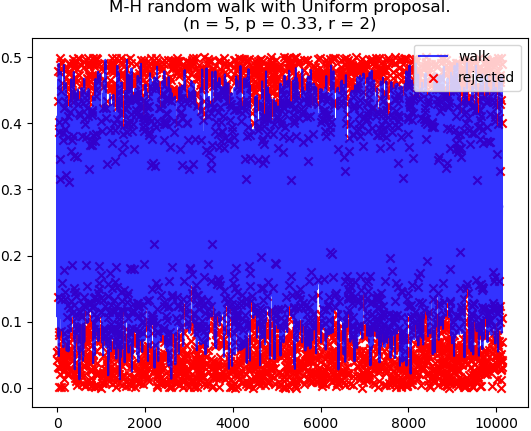 M-H random walk with Uniform proposal.
(n = 5, p = 0.33, r = 2)
walk
rejected
0.5
0.4
0.3
0.2
0.1
0.0
0 2000 4000 6000 8000 10000